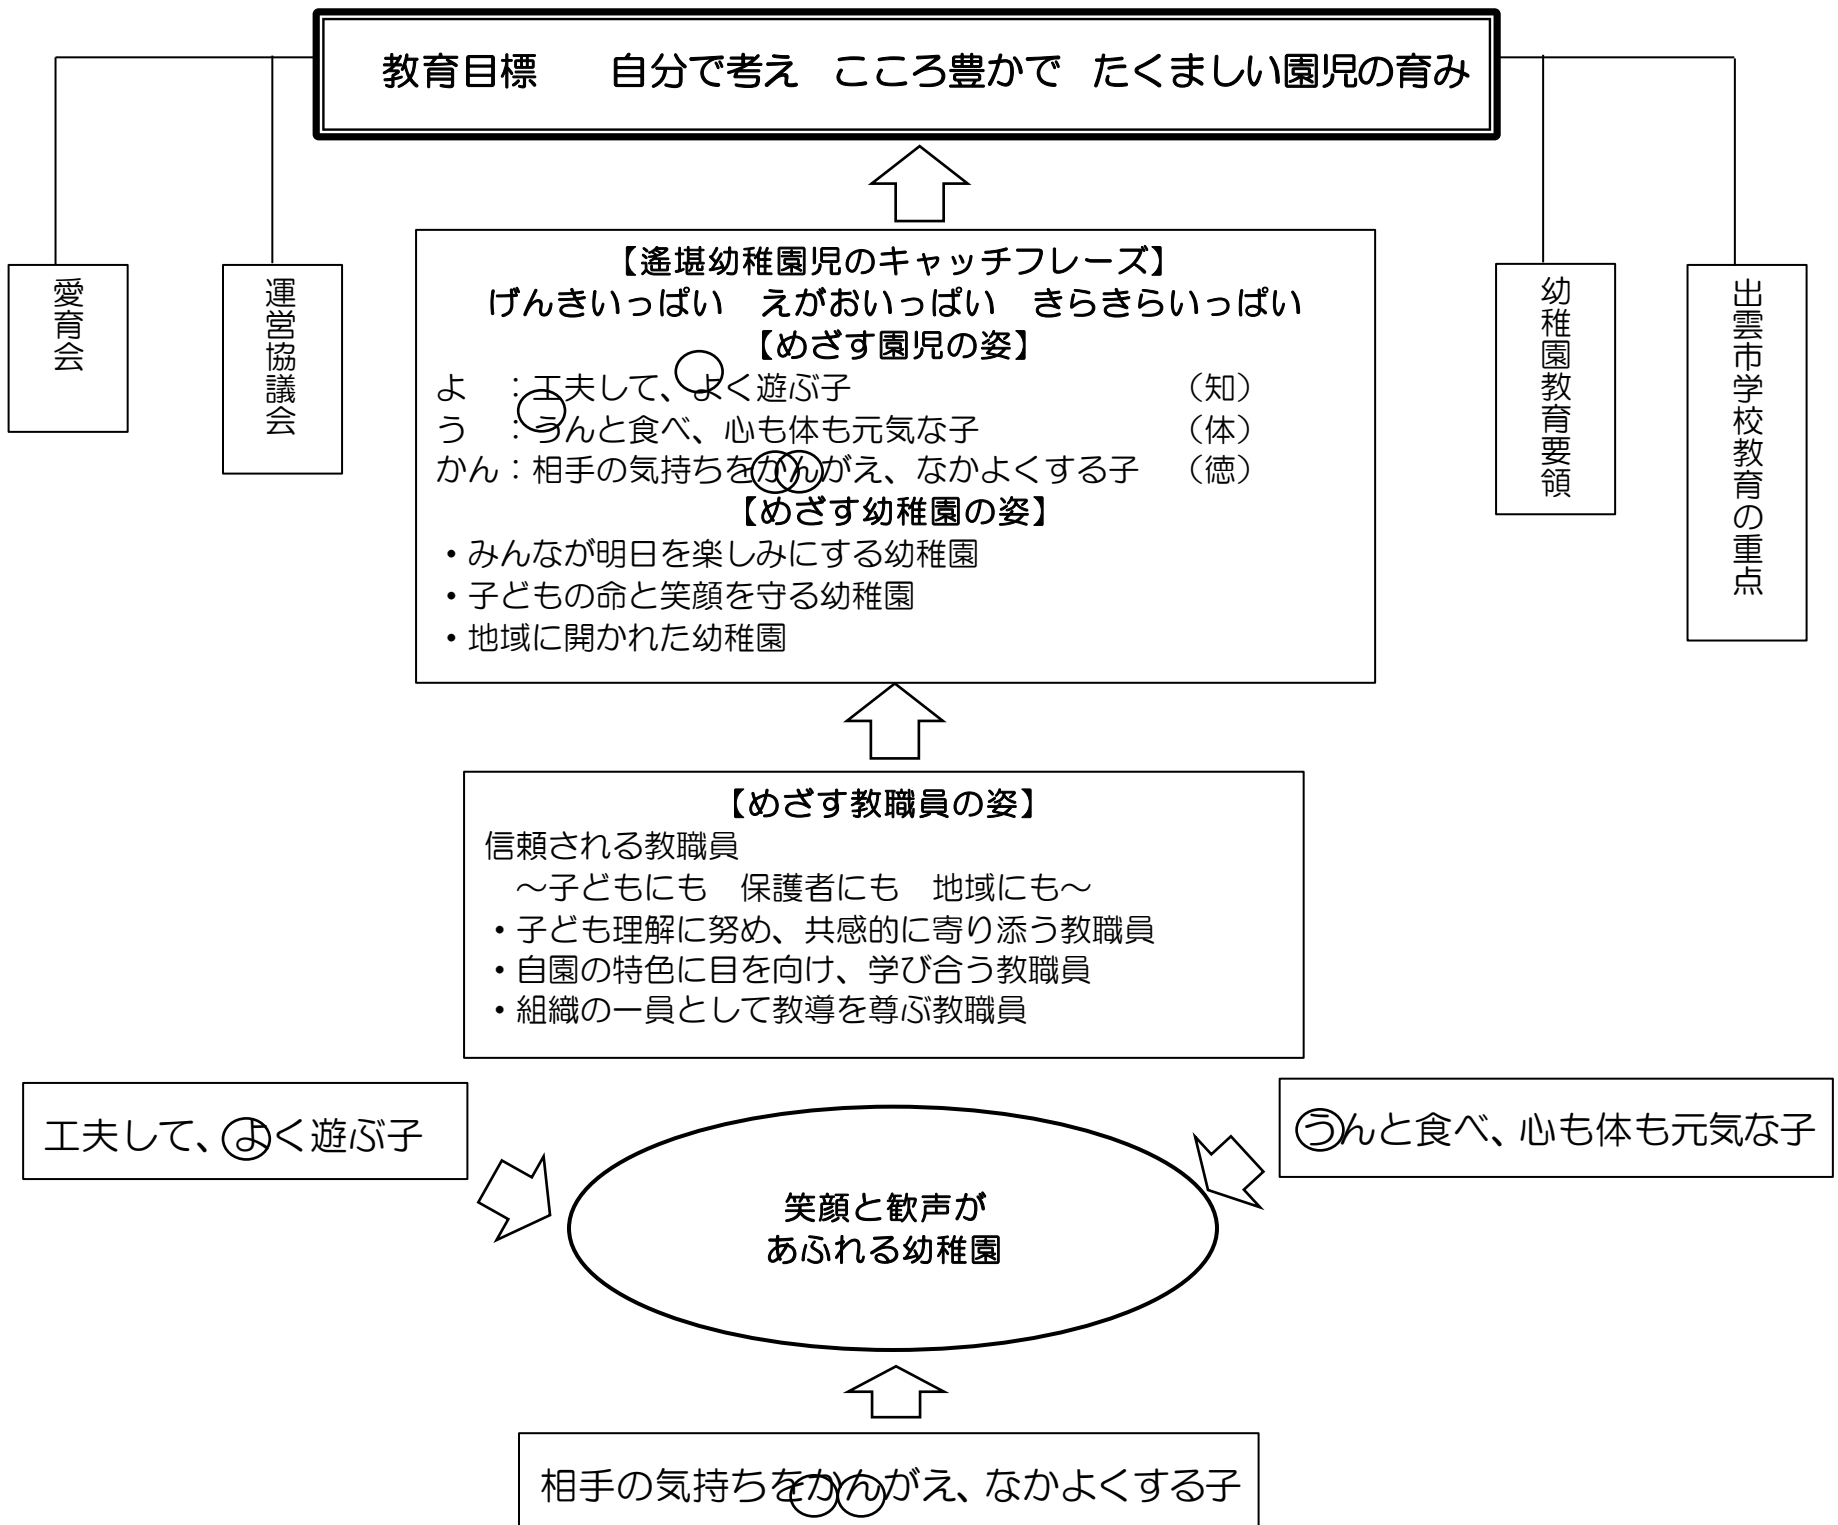 教育目標　　自分で考え　こころ豊かで　たくましい園児の育み
愛育会
運営協議会
【遙堪幼稚園児のキャッチフレーズ】
げんきいっぱい　えがおいっぱい　きらきらいっぱい
【めざす園児の姿】
よ　：工夫して、よく遊ぶ子　（知）
う　：うんと食べ、心も体も元気な子　（体）
かん：相手の気持ちをかんがえ、なかよくする子　（徳）
【めざす幼稚園の姿】
・みんなが明日を楽しみにする幼稚園
・子どもの命と笑顔を守る幼稚園
・地域に開かれた幼稚園
幼稚園教育要領
出雲市学校教育の重点
【めざす教職員の姿】
信頼される教職員
～子どもにも　保護者にも　地域にも～
・子ども理解に努め、共感的に寄り添う教職員
・自園の特色に目を向け、学び合う教職員
・組織の一員として教導を尊ぶ教職員
工夫して、よく遊ぶ子
うんと食べ、心も体も元気な子
笑顔と歓声が
あふれる幼稚園
相手の気持ちをかんがえ、なかよくする子